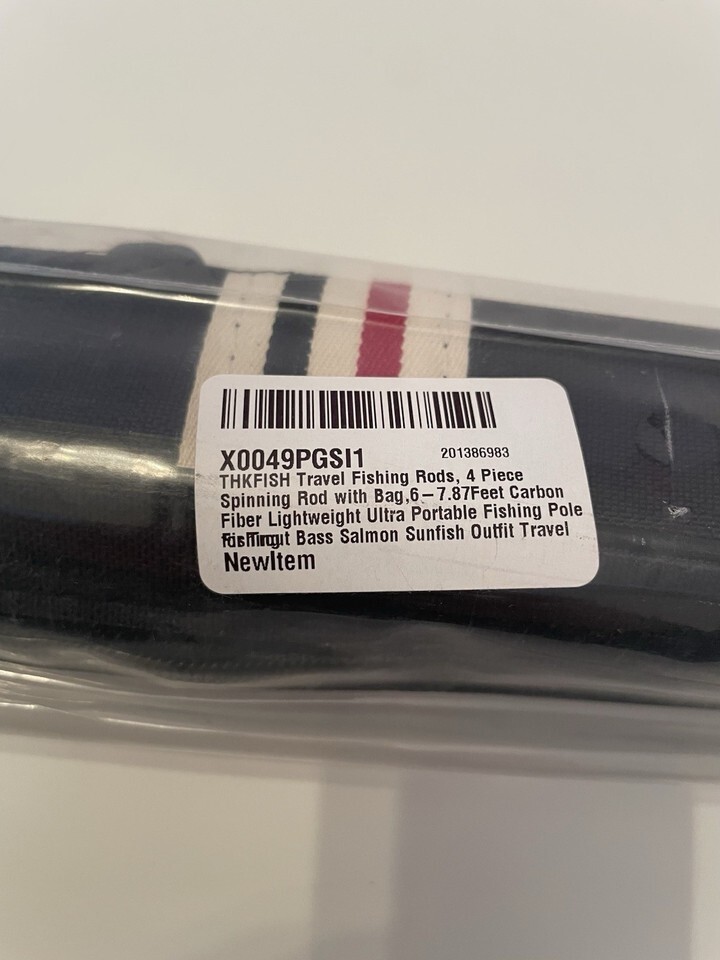 X0049PGSI1
201386983
THKFISH Travel Fishing Rods, 4 Piece
Spinning Rod with Bag,6–7.87Feet Carbon
Fiber Lightweight Ultra Portable Fishing Pole
Bass Salmon Sunfish Outfit Travel
NewItem